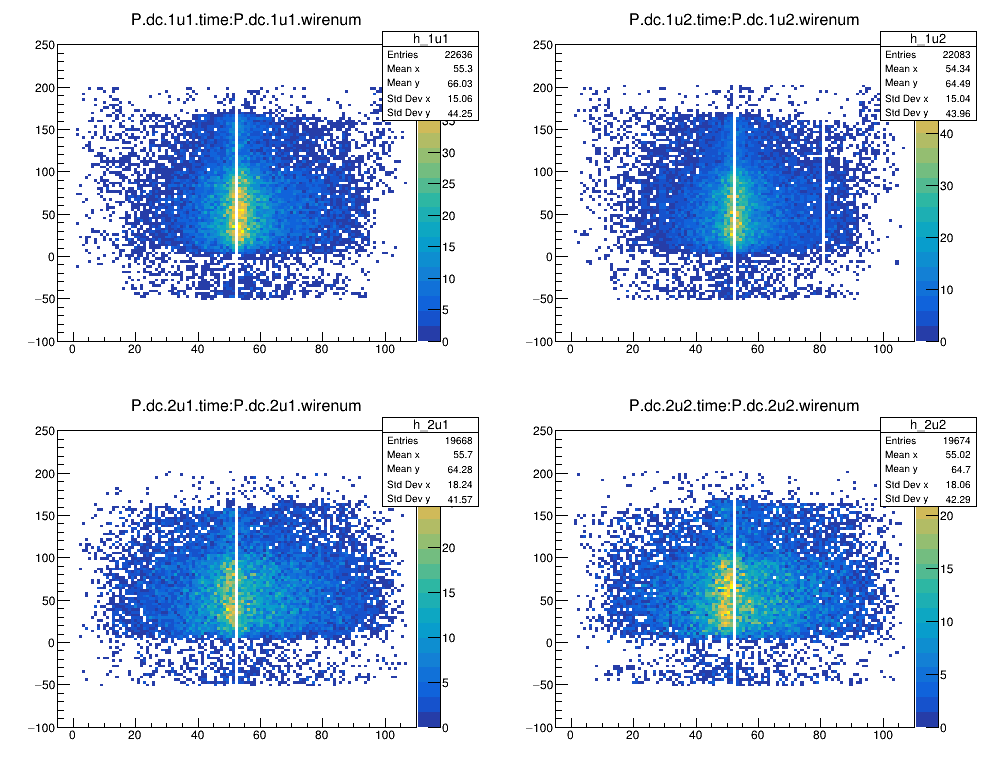 P.dc.1u1.time:P.dc.1u1.wirenum
h_1u1
Entries 22636
Mean x 55.3
Mean y 66.03
Std Dev x 15.06
Std Dev y 44.25
250
200
150
100
50
0
−50
−100
0 20 40 60 80 100
35
30
25
20
15
10
5
0
P.dc.1u2.time:P.dc.1u2.wirenum
h_1u2
Entries 22083
Mean x 54.34
Mean y 64.49
Std Dev x 15.04
Std Dev y 43.96
250
200
150
100
50
0
−50
−100
0 20 40 60 80 100
40
30
20
10
0
P.dc.2u1.time:P.dc.2u1.wirenum
h_2u1
Entries 19668
Mean x 55.7
Mean y 64.28
Std Dev x 18.24
Std Dev y 41.57
250
200
150
100
50
0
−50
−100
0 20 40 60 80 100
20
15
10
5
0
P.dc.2u2.time:P.dc.2u2.wirenum
h_2u2
Entries 19674
Mean x 55.02
Mean y 64.7
Std Dev x 18.06
Std Dev y 42.29
250
200
150
100
50
0
−50
−100
0 20 40 60 80 100
20
15
10
5
0